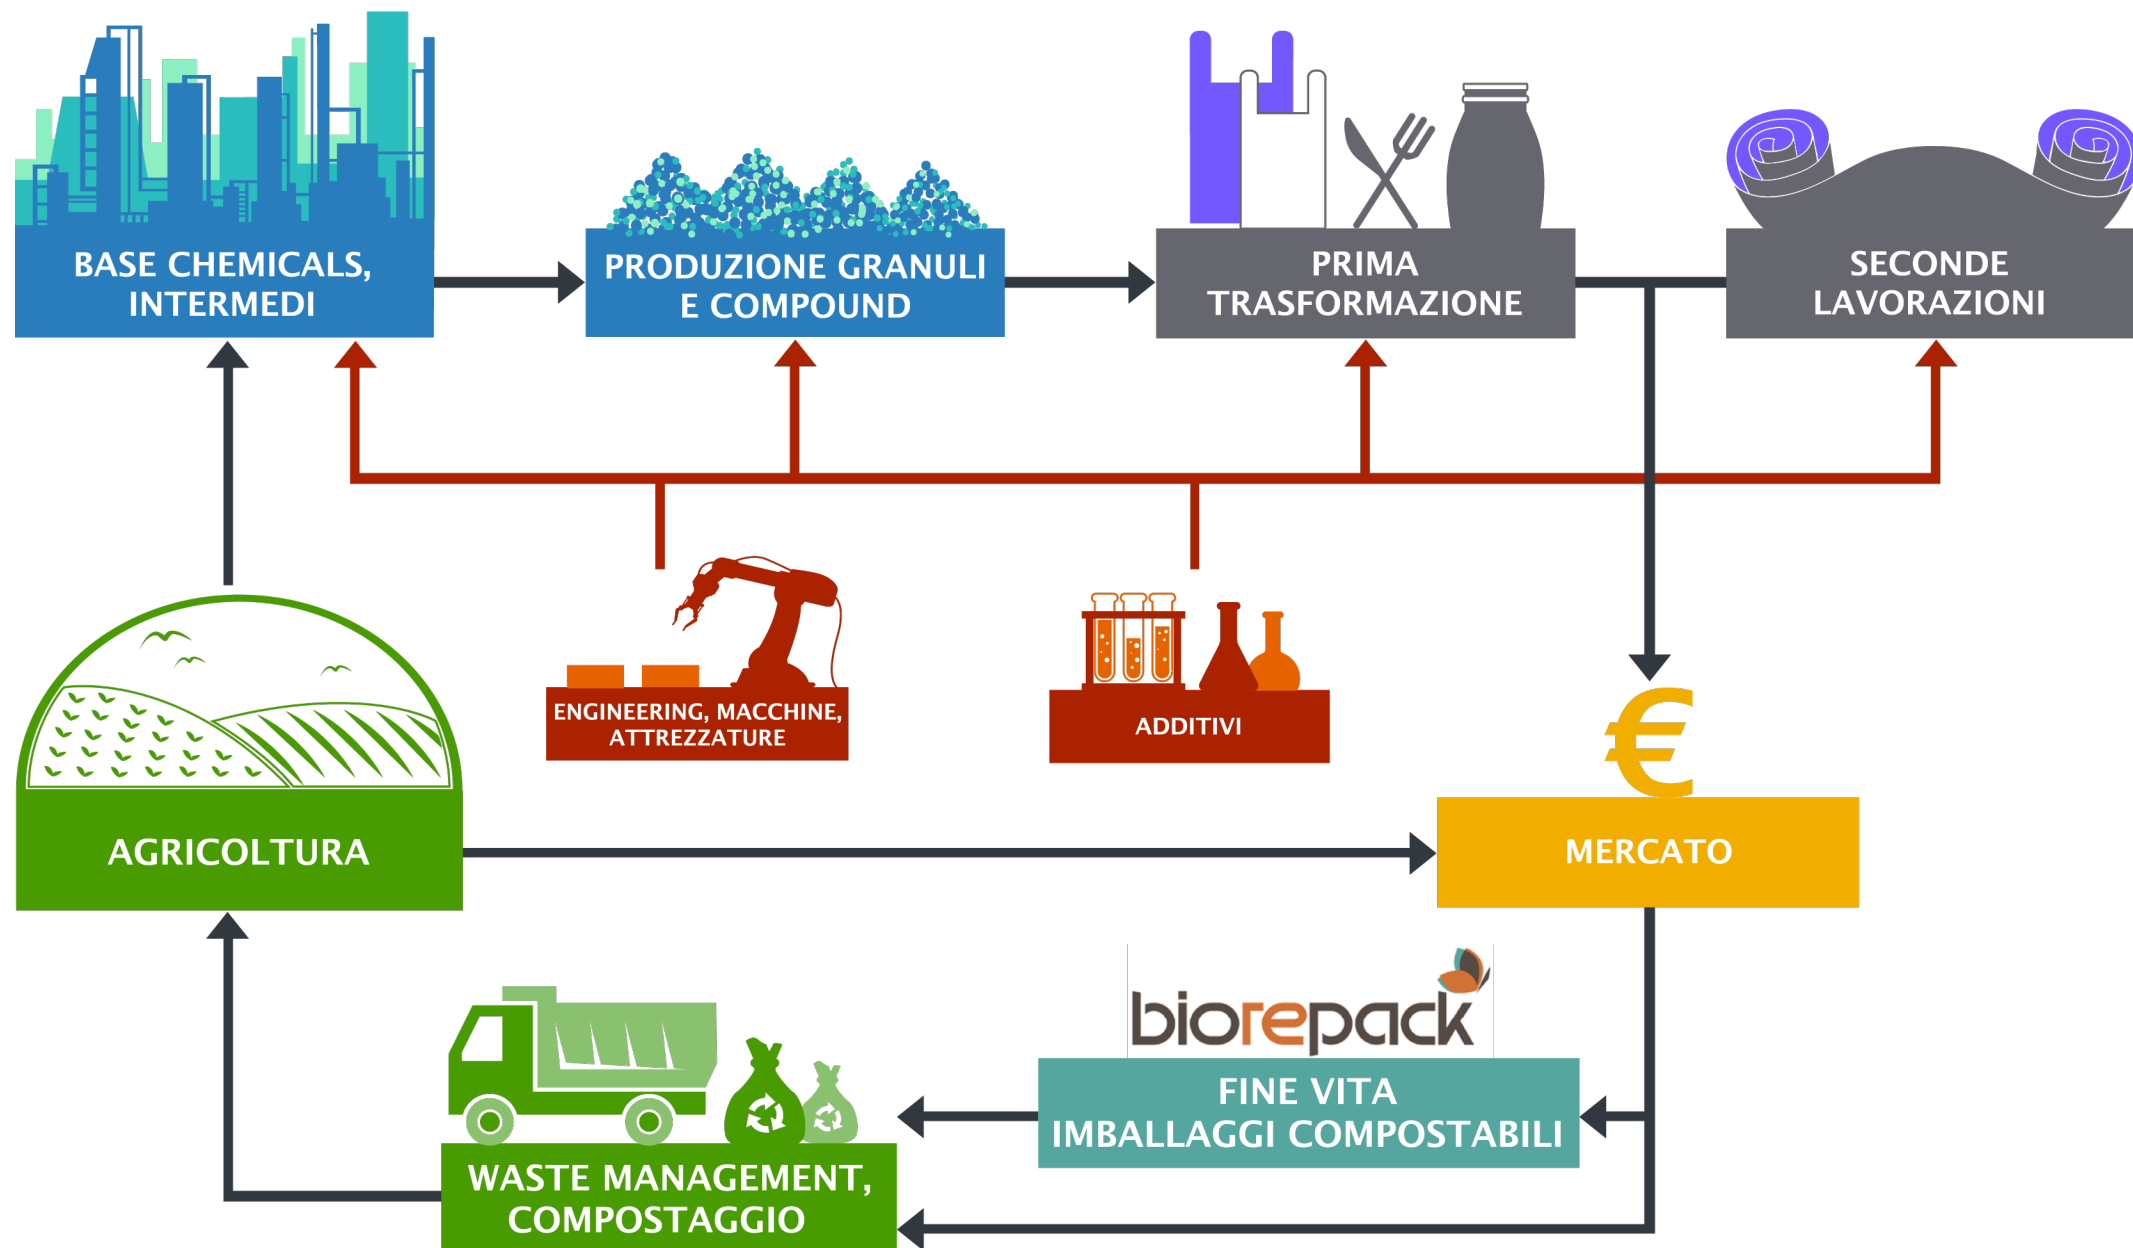 BASE CHEMICALS,
INTERMEDI
PRODUZIONE GRANULI
E COMPOUND
PRIMA
TRASFORMAZIONE
SECONDE
LAVORAZIONI
ENGINEERING, MACCHINE,
ATTREZZATURE
ADDITIVI
€
AGRICOLTURA
MERCATO
biorepack
FINE VITA
IMBALLAGGI COMPOSTABILI
WASTE MANAGEMENT,
COMPOSTAGGIO